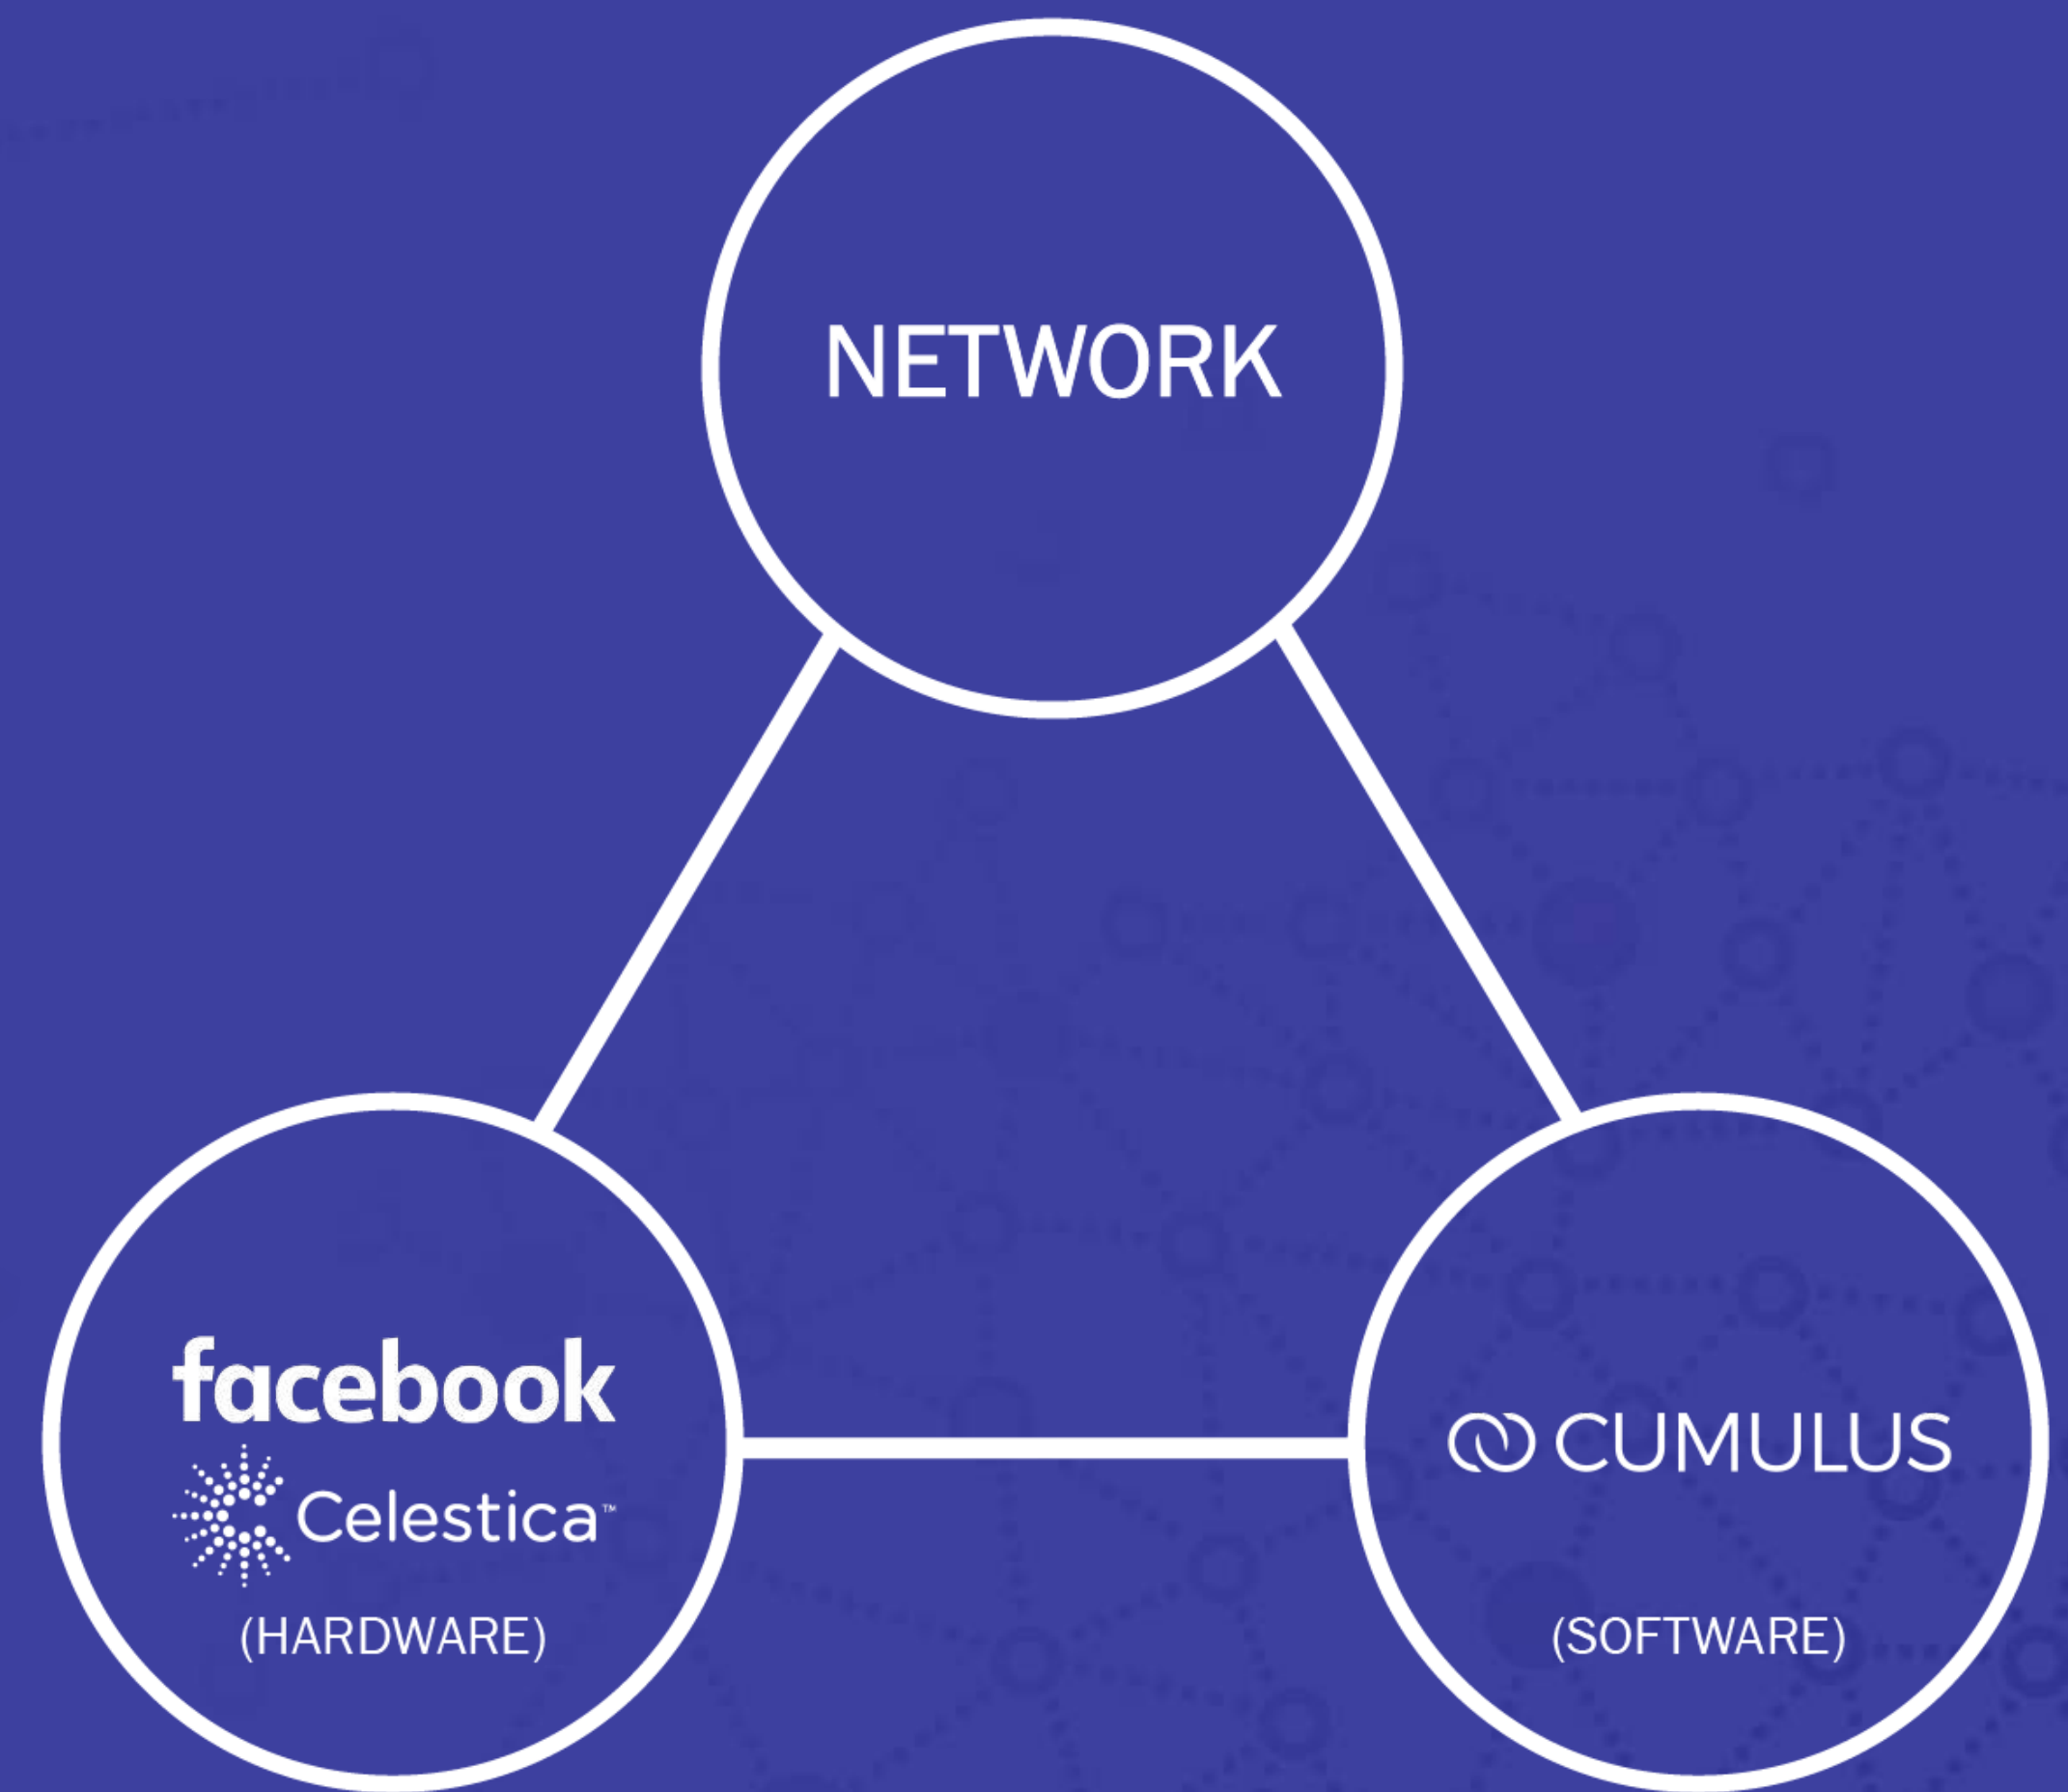 NETWORK
facebook
Celestica™
(HARDWARE)
CUMULUS
(SOFTWARE)